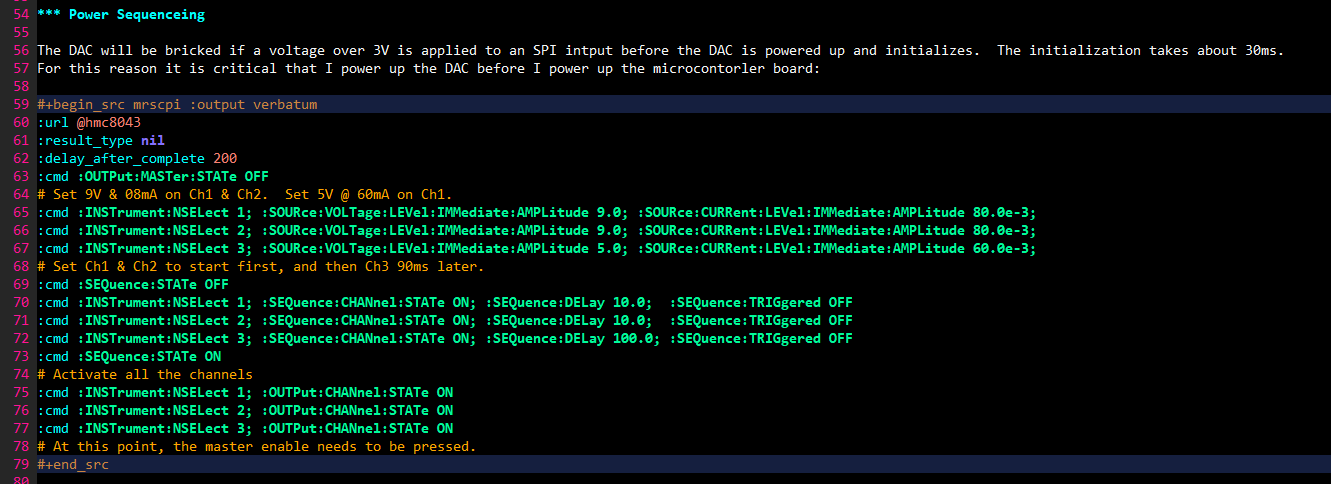 54 *** Power Sequenceing
55
56 The DAC will be bricked if a voltage over 3V is applied to an SPI intput before the DAC is powered up and initializes.  The initialization takes about 30ms.
57 For this reason it is critical that I power up the DAC before I power up the microcontorler board:
58
59 #+begin_src mrscpi :output verbatum
60 :url @hmc8043
61 :result_type nil
62 :delay_after_complete 200
63 :cmd :OUTPut:MASTer:STATe OFF
64 # Set 9V & 08mA on Ch1 & Ch2.  Set 5V @ 60mA on Ch1.
65 :cmd :INSTrument:NSELect 1; :SOURce:VOLTage:LEVel:IMMediate:AMPLitude 9.0; :SOURce:CURRent:LEVel:IMMediate:AMPLitude 80.0e-3;
66 :cmd :INSTrument:NSELect 2; :SOURce:VOLTage:LEVel:IMMediate:AMPLitude 9.0; :SOURce:CURRent:LEVel:IMMediate:AMPLitude 80.0e-3;
67 :cmd :INSTrument:NSELect 3; :SOURce:VOLTage:LEVel:IMMediate:AMPLitude 5.0; :SOURce:CURRent:LEVel:IMMediate:AMPLitude 60.0e-3;
68 # Set Ch1 & Ch2 to start first, and then Ch3 90ms later.
69 :cmd :SEQuence:STATe OFF
70 :cmd :INSTrument:NSELect 1; :SEQuence:CHANnel:STATe ON; :SEQuence:DELay 10.0;  :SEQuence:TRIGgered OFF
71 :cmd :INSTrument:NSELect 2; :SEQuence:CHANnel:STATe ON; :SEQuence:DELay 10.0;  :SEQuence:TRIGgered OFF
72 :cmd :INSTrument:NSELect 3; :SEQuence:CHANnel:STATe ON; :SEQuence:DELay 100.0; :SEQuence:TRIGgered OFF
73 :cmd :SEQuence:STATe ON
74 # Activate all the channels
75 :cmd :INSTrument:NSELect 1; :OUTPut:CHANnel:STATe ON
76 :cmd :INSTrument:NSELect 2; :OUTPut:CHANnel:STATe ON
77 :cmd :INSTrument:NSELect 3; :OUTPut:CHANnel:STATe ON
78 # At this point, the master enable needs to be pressed.
79 #+end_src
80